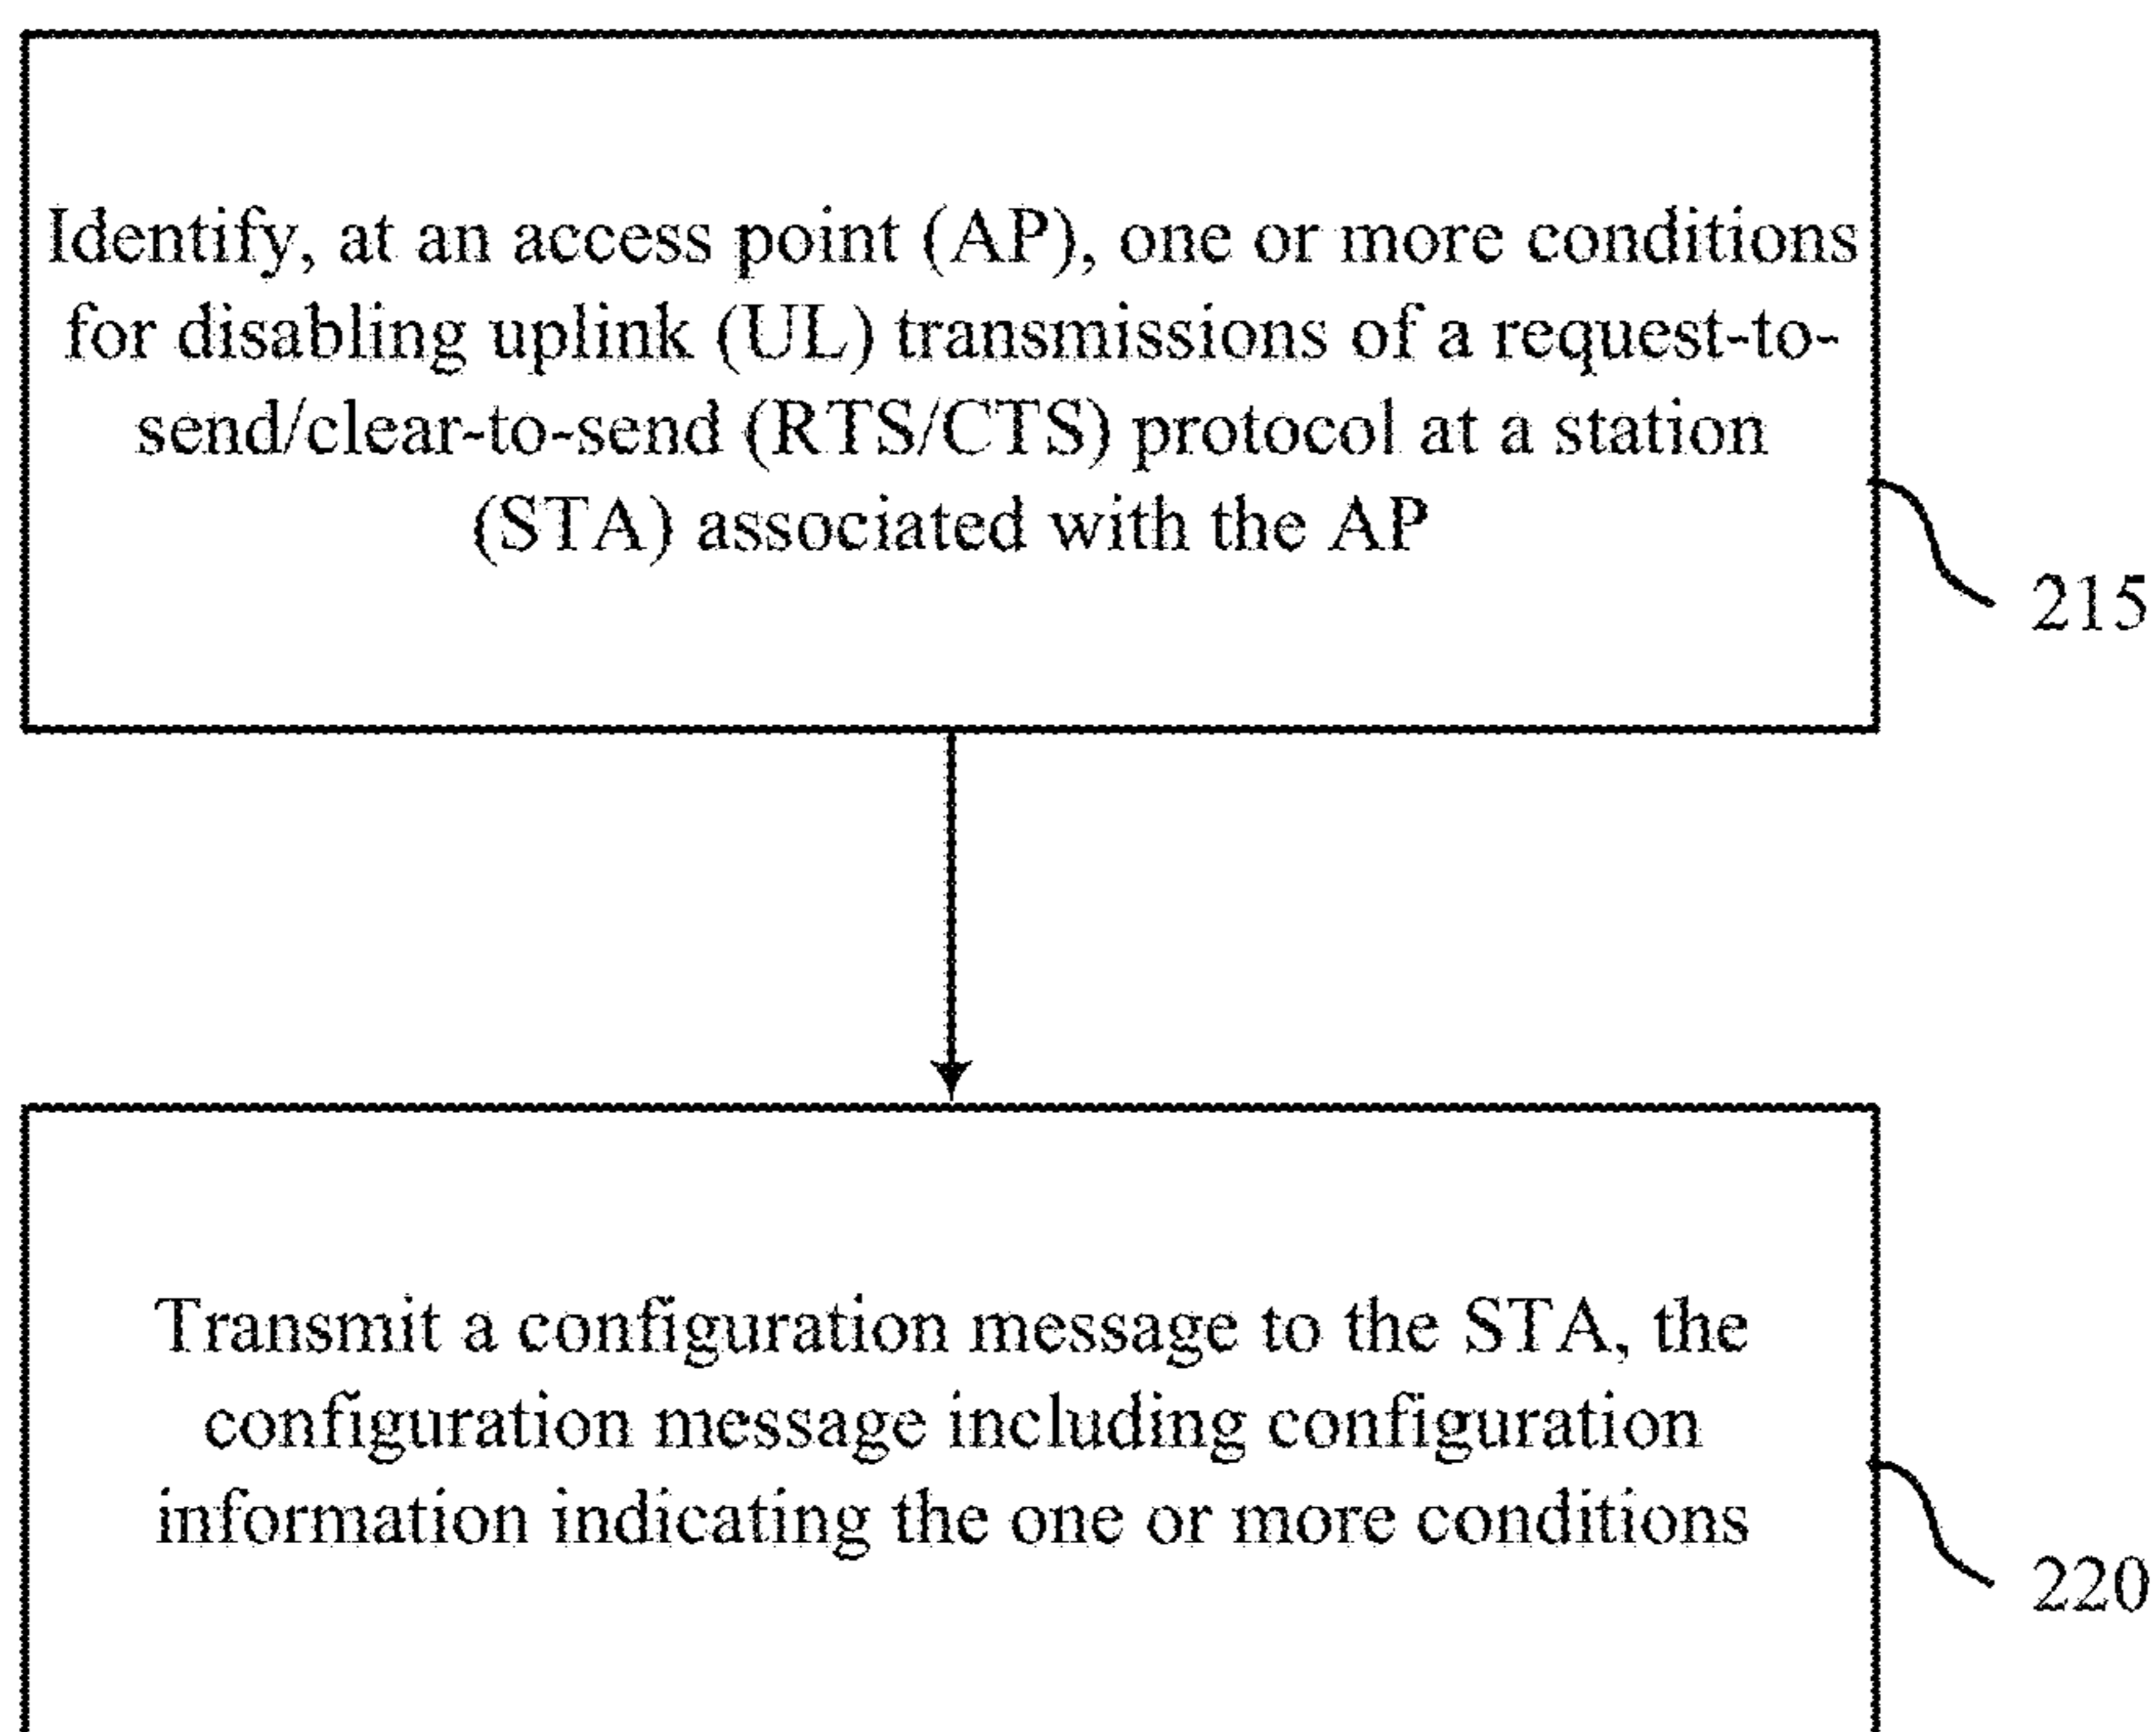 Identify, at an access point (AP), one or more conditions
for disabling uplink (UL) transmissions of a request-to-
send/clear-to-send (RTS/CTS) protocol at a station
(STA) associated with the AP
215
Transmit a configuration message to the STA, the
configuration message including configuration
information indicating the one or more conditions
220